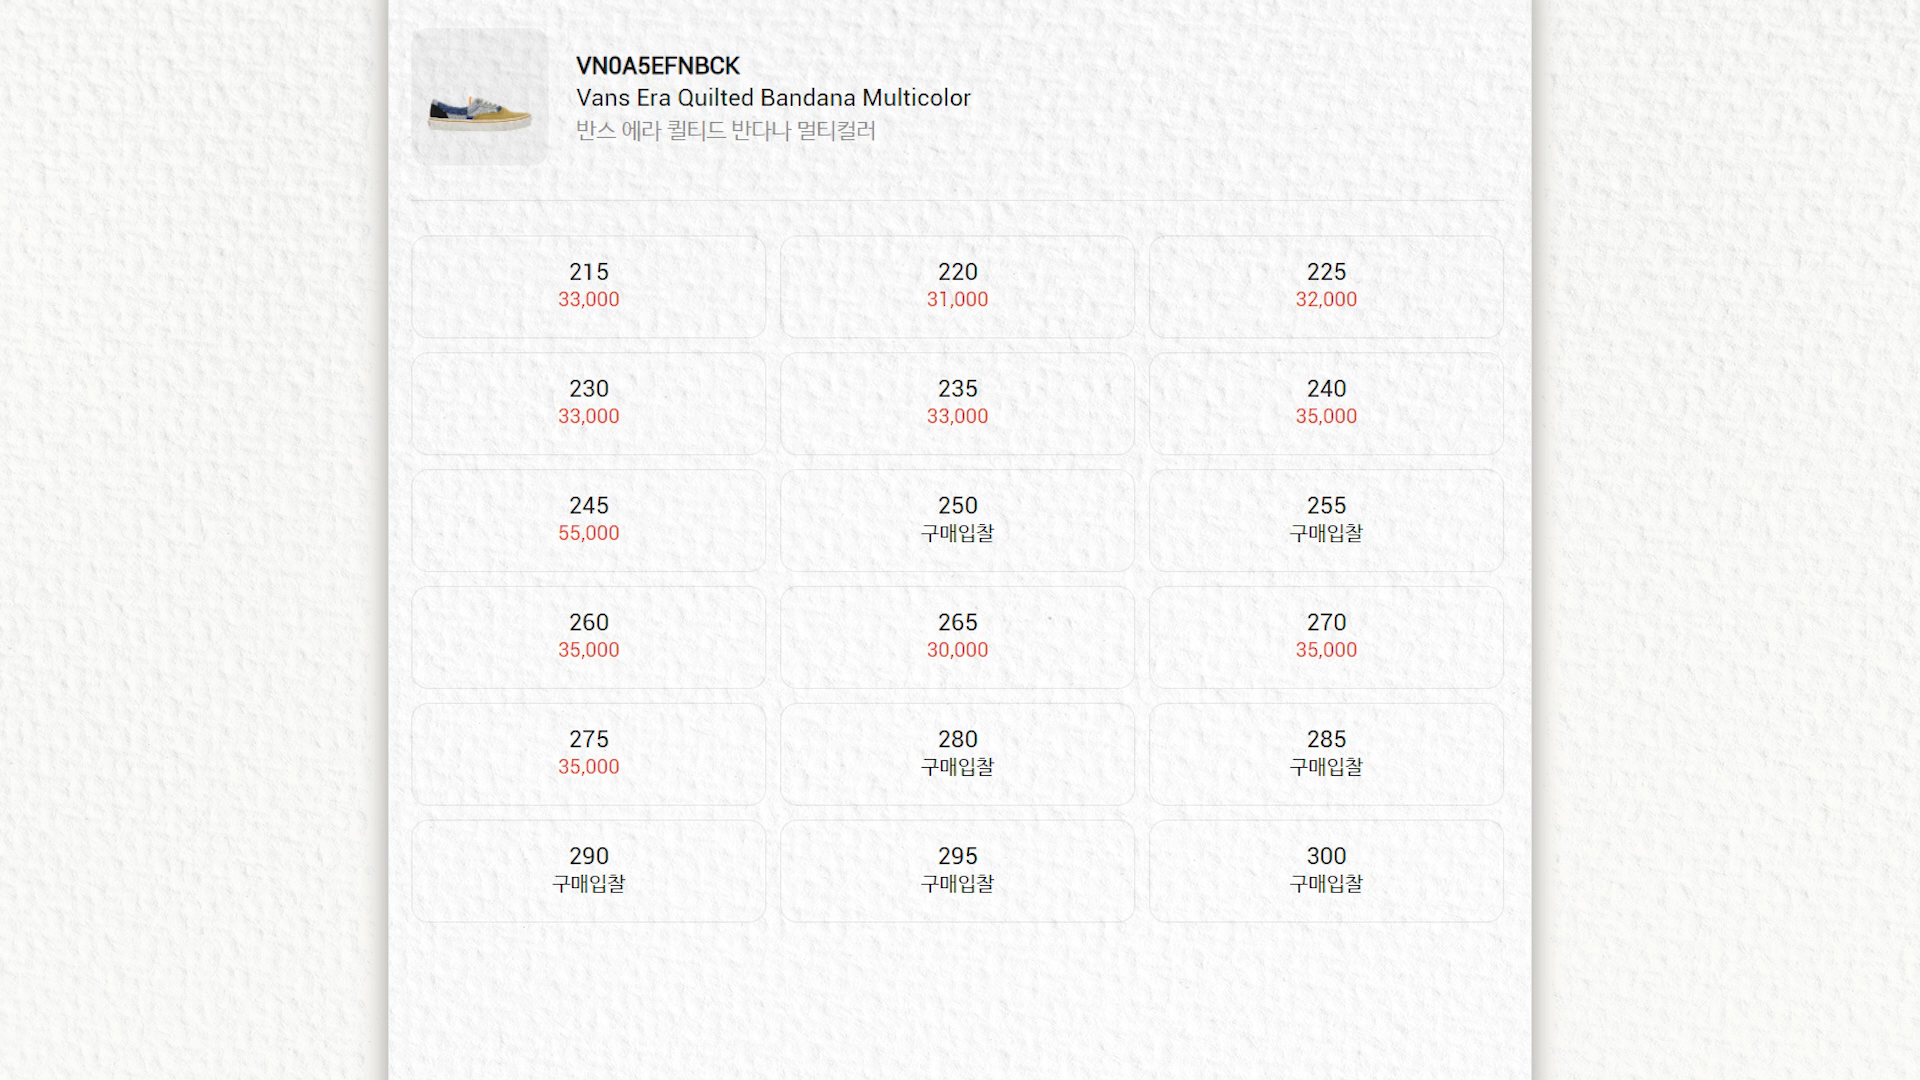 VN0A5EFNBCK
Vans Era Quilted Bandana Multicolor
반스 에라 퀼티드 반다나 멀티컬러
215
33,000
220
31,000
225
32,000
230
33,000
235
33,000
240
35,000
245
55,000
250
구매입찰
255
구매입찰
260
35,000
265
30,000
270
35,000
275
35,000
280
구매입찰
285
구매입찰
290
구매입찰
295
구매입찰
300
구매입찰